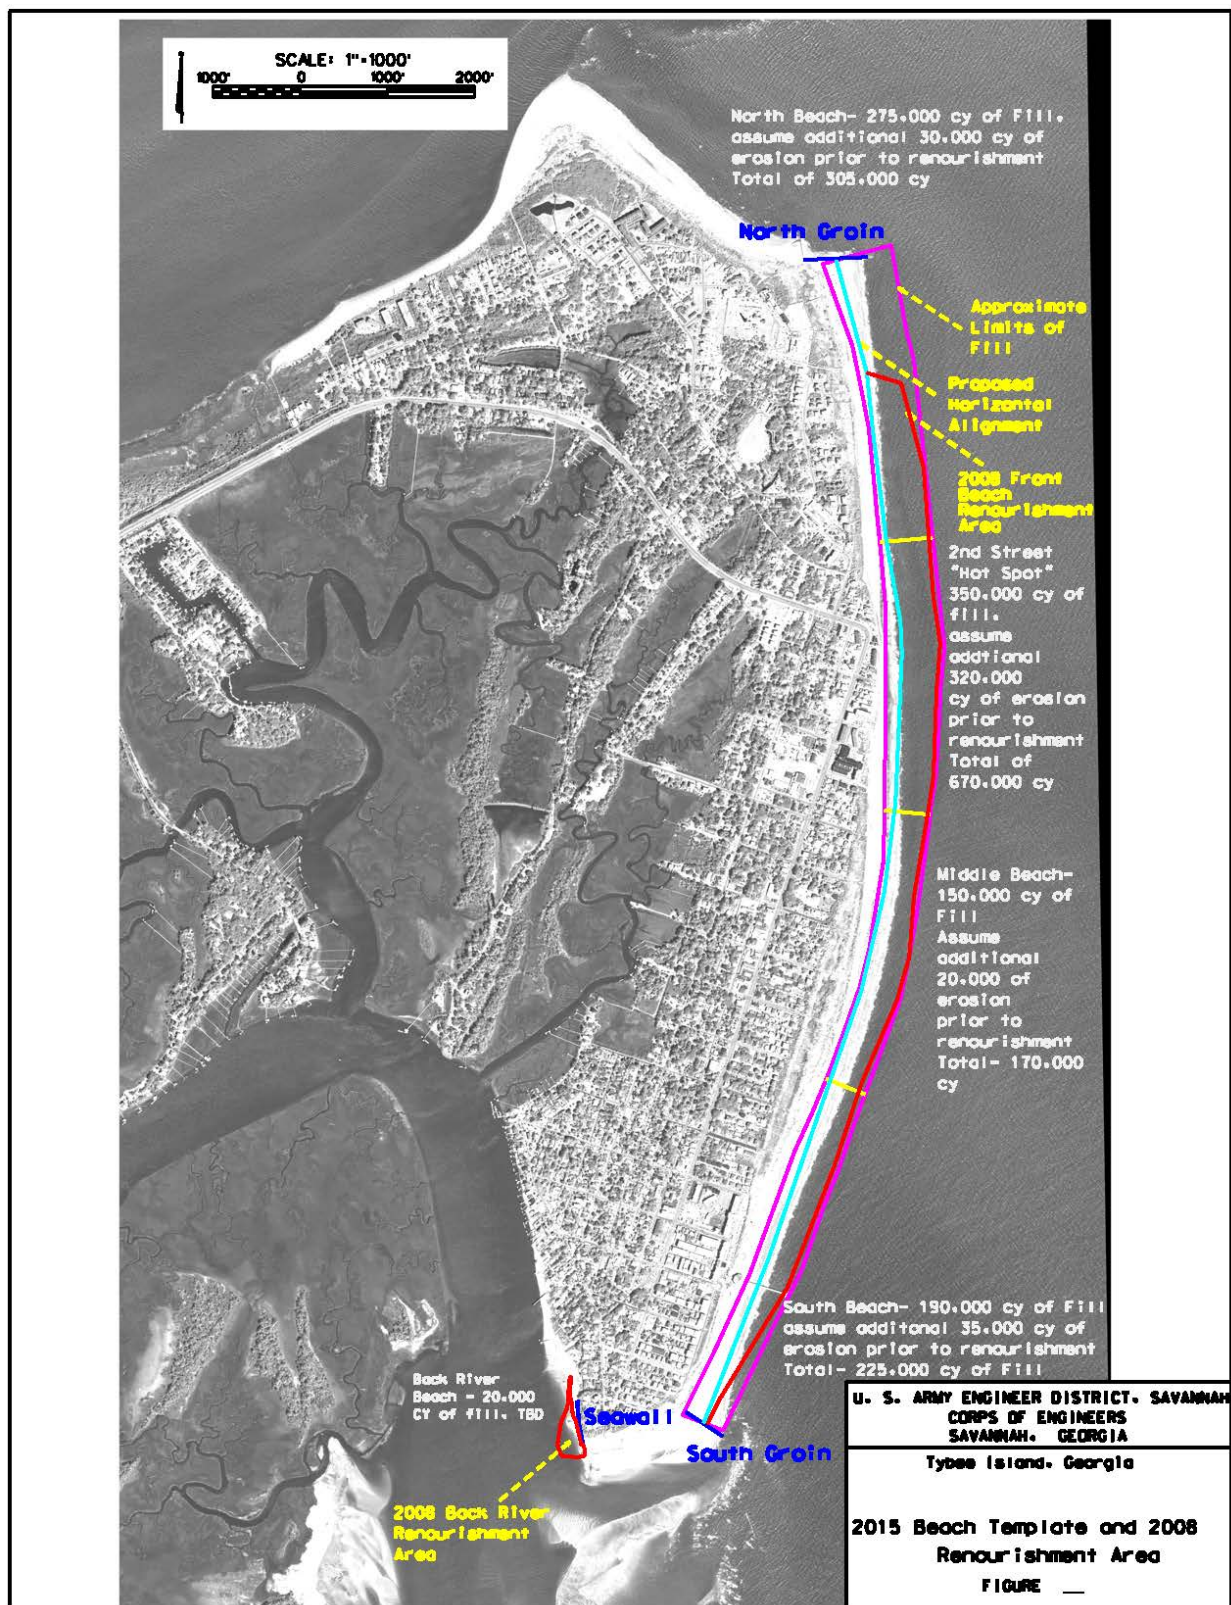 SCALE: 1"=1000'
1000' 0 1000' 2000'
North Beach- 275,000 cy of Fill,
assume additional 30,000 cy of
erosion prior to renourishment
Total of 305,000 cy
North Groin
Approximate
Limits of
Fill
Proposed
Horizontal
Alignment
2008 Front
Beach
Renourishment
Area
2nd Street
"Hot Spot"
350,000 cy of
fill,
assume
addtional
320,000
cy of erosion
prior to
renourishment
Total of
670,000 cy
Middle Beach-
150,000 cy of
Fill
Assume
additional
20,000 of
erosion
prior to
renourishment
Total- 170,000
cy
South Beach- 190,000 cy of Fill
assume additonal 35,000 cy of
erosion prior to renourishment
Total- 225,000 cy of Fill
Back River
Beach - 20,000
CY of fill, TBD
Seawall
South Groin
2008 Back River
Renourishment
Area
U. S. ARMY ENGINEER DISTRICT, SAVANNAH
CORPS OF ENGINEERS
SAVANNAH, GEORGIA
Tybee Island, Georgia
2015 Beach Template and 2008
Renourishment Area
FIGURE __